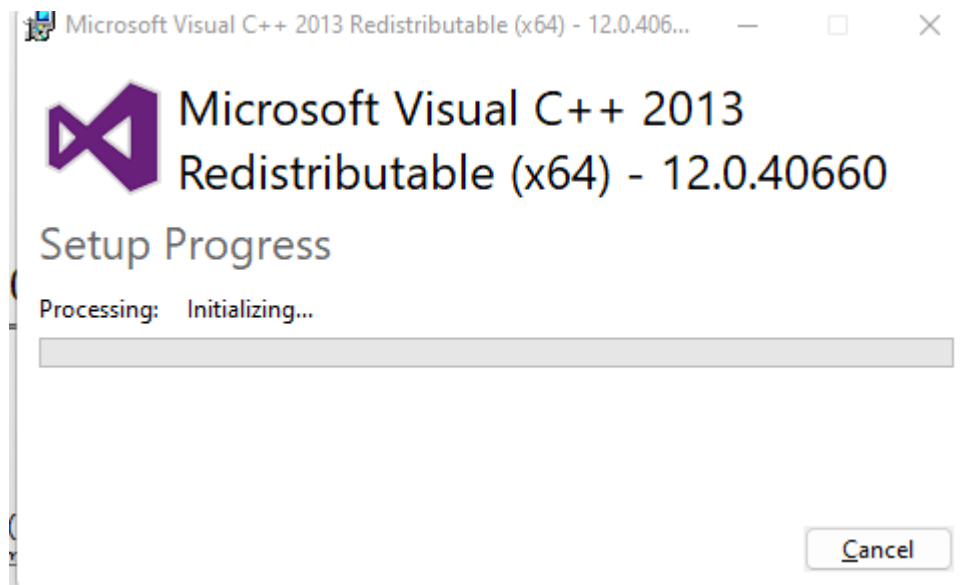 Microsoft Visual C++ 2013 Redistributable (x64) - 12.0.406...
Microsoft Visual C++ 2013
Redistributable (x64) - 12.0.40660
Setup Progress
Processing: Initializing...
Cancel